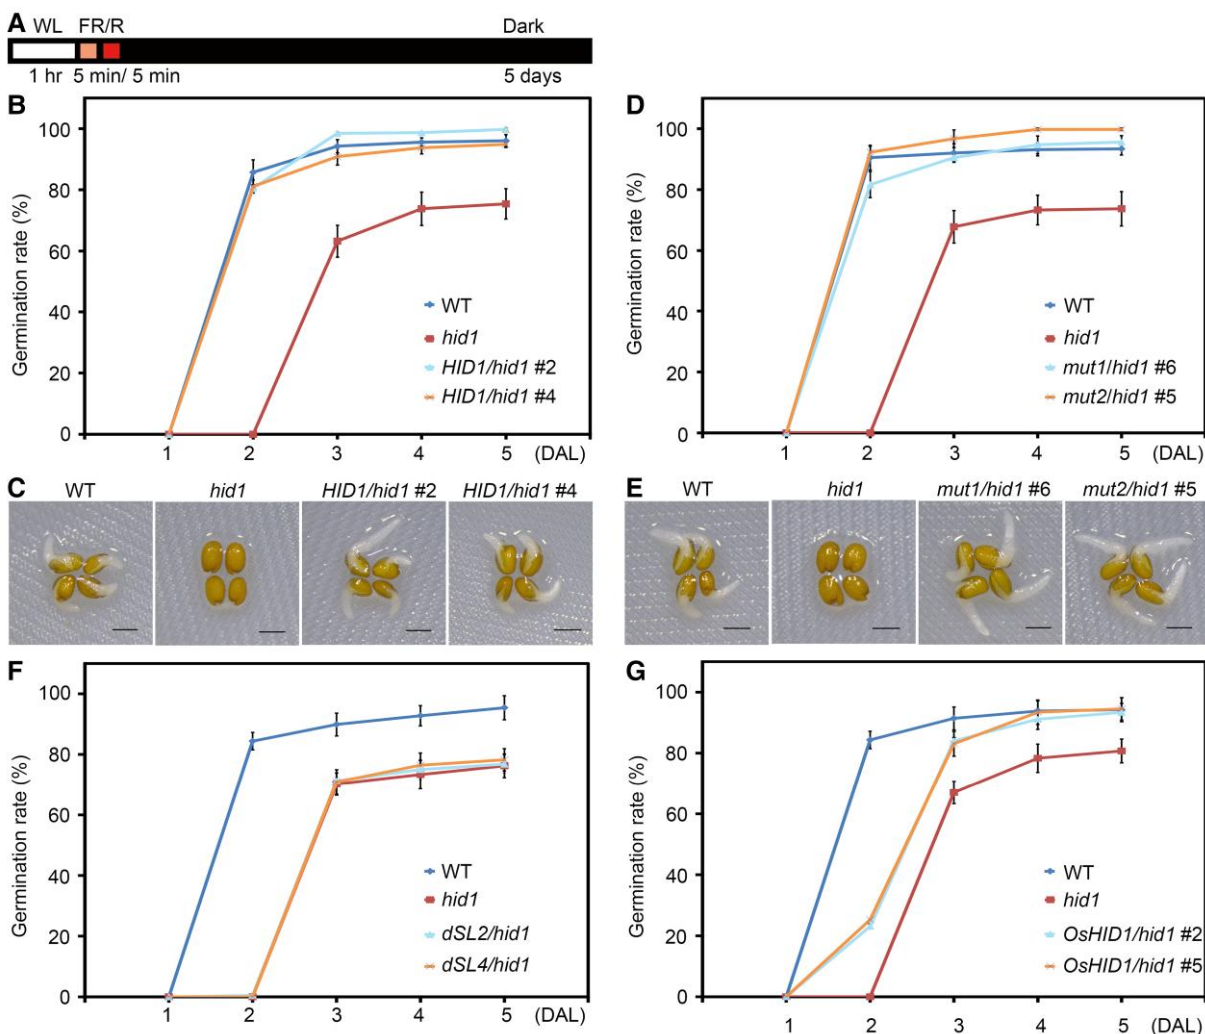 A WL FR/R Dark
1 hr 5 min/ 5 min 5 days
B
Germination rate (%)
100
80
60
40
20
0
1 2 3 4 5 (DAL)
WT
hid1
HID1/hid1 #2
HID1/hid1 #4
D
Germination rate (%)
100
80
60
40
20
0
1 2 3 4 5 (DAL)
WT
hid1
mut1/hid1 #6
mut2/hid1 #5
C WT hid1 HID1/hid1 #2 HID1/hid1 #4
E WT hid1 mut1/hid1 #6 mut2/hid1 #5
F
Germination rate (%)
100
80
60
40
20
0
1 2 3 4 5 (DAL)
WT
hid1
dSL2/hid1
dSL4/hid1
G
Germination rate (%)
100
80
60
40
20
0
1 2 3 4 5 (DAL)
WT
hid1
OsHID1/hid1 #2
OsHID1/hid1 #5